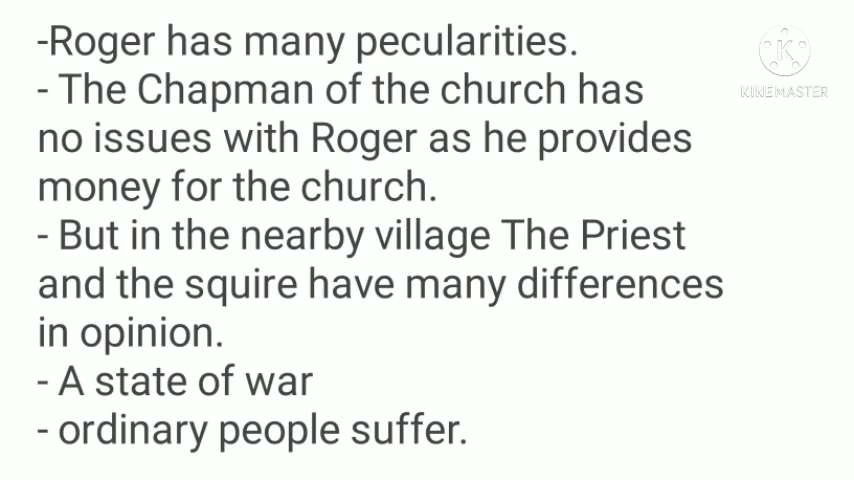 -Roger has many pecularities.
- The Chapman of the church has
no issues with Roger as he provides
money for the church.
- But in the nearby village The Priest
and the squire have many differences
in opinion.
- A state of war
- ordinary people suffer.
K
KINEMASTER